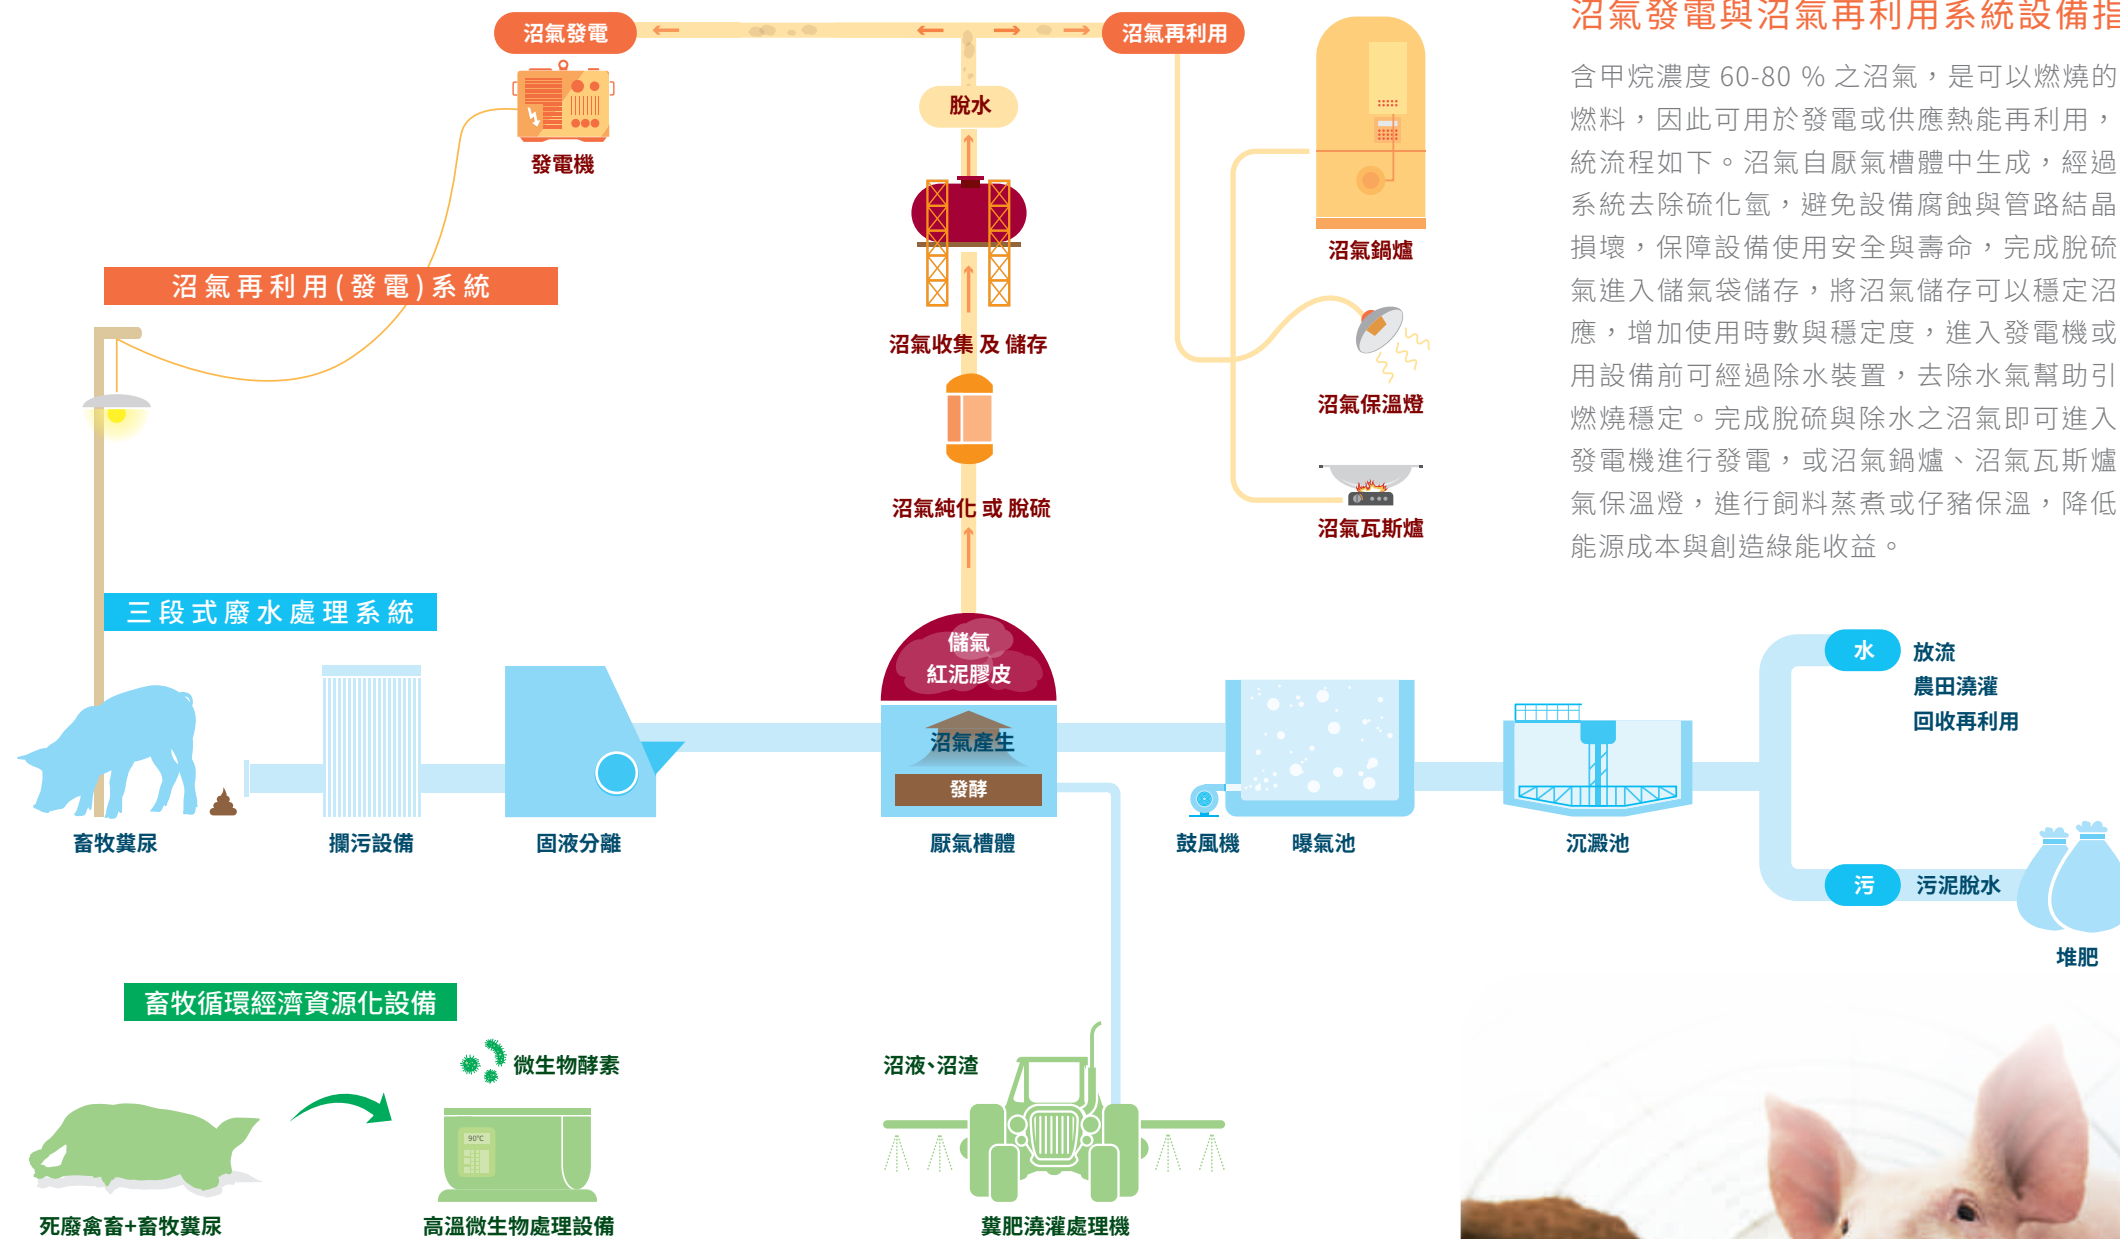 沼氣發電
沼氣再利用
脫水
發電機
沼氣鍋爐
沼氣再利用(發電)系統
沼氣收集 及 儲存
沼氣保溫燈
沼氣純化 或 脫硫
沼氣瓦斯爐
沼氣發電與沼氣再利用系統設備指
含甲烷濃度 60-80 % 之沼氣，是可以燃燒的
燃料，因此可用於發電或供應熱能再利用，
統流程如下。沼氣自厭氣槽體中生成，經過
系統去除硫化氫，避免設備腐蝕與管路結晶
損壞，保障設備使用安全與壽命，完成脫硫
氣進入儲氣袋儲存，將沼氣儲存可以穩定沼
應，增加使用時數與穩定度，進入發電機或
用設備前可經過除水裝置，去除水氣幫助引
燃燒穩定。完成脫硫與除水之沼氣即可進入
發電機進行發電，或沼氣鍋爐、沼氣瓦斯爐
氣保溫燈，進行飼料蒸煮或仔豬保溫，降低
能源成本與創造綠能收益。
三段式廢水處理系統
儲氣
紅泥膠皮
沼氣產生
發酵
畜牧糞尿
攔污設備
固液分離
厭氣槽體
鼓風機
曝氣池
沉澱池
水
放流
農田澆灌
回收再利用
污
污泥脫水
堆肥
畜牧循環經濟資源化設備
微生物酵素
90℃
死廢禽畜+畜牧糞尿
高溫微生物處理設備
沼液、沼渣
糞肥澆灌處理機